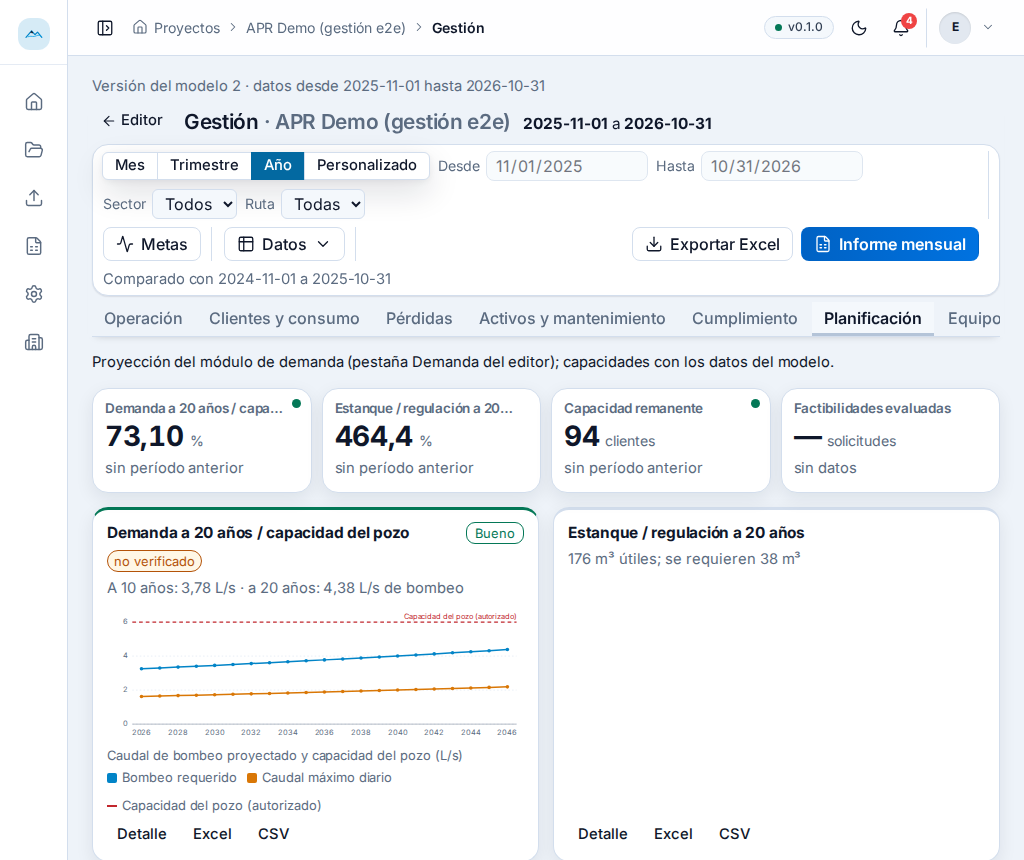 Proyectos > APR Demo (gestión e2e) > Gestión
v0.1.0
4
E
Versión del modelo 2 · datos desde 2025-11-01 hasta 2026-10-31
← Editor
Gestión · APR Demo (gestión e2e) 2025-11-01 a 2026-10-31
Mes Trimestre Año Personalizado Desde 11/01/2025 Hasta 10/31/2026
Sector Todos Ruta Todas
Metas Datos Exportar Excel Informe mensual
Comparado con 2024-11-01 a 2025-10-31
Operación Clientes y consumo Pérdidas Activos y mantenimiento Cumplimiento Planificación Equipo
Proyección del módulo de demanda (pestaña Demanda del editor); capacidades con los datos del modelo.
Demanda a 20 años / capa...
73,10 %
sin período anterior
Estanque / regulación a 20...
464,4 %
sin período anterior
Capacidad remanente
94 clientes
sin período anterior
Factibilidades evaluadas
— solicitudes
sin datos
Demanda a 20 años / capacidad del pozo
Bueno
no verificado
A 10 años: 3,78 L/s · a 20 años: 4,38 L/s de bombeo
Capacidad del pozo (autorizado)
6
4
2
0
2026 2028 2030 2032 2034 2036 2038 2040 2042 2044 2046
Caudal de bombeo proyectado y capacidad del pozo (L/s)
Bombeo requerido Caudal máximo diario
Capacidad del pozo (autorizado)
Detalle Excel CSV
Estanque / regulación a 20 años
176 m³ útiles; se requieren 38 m³
Detalle Excel CSV